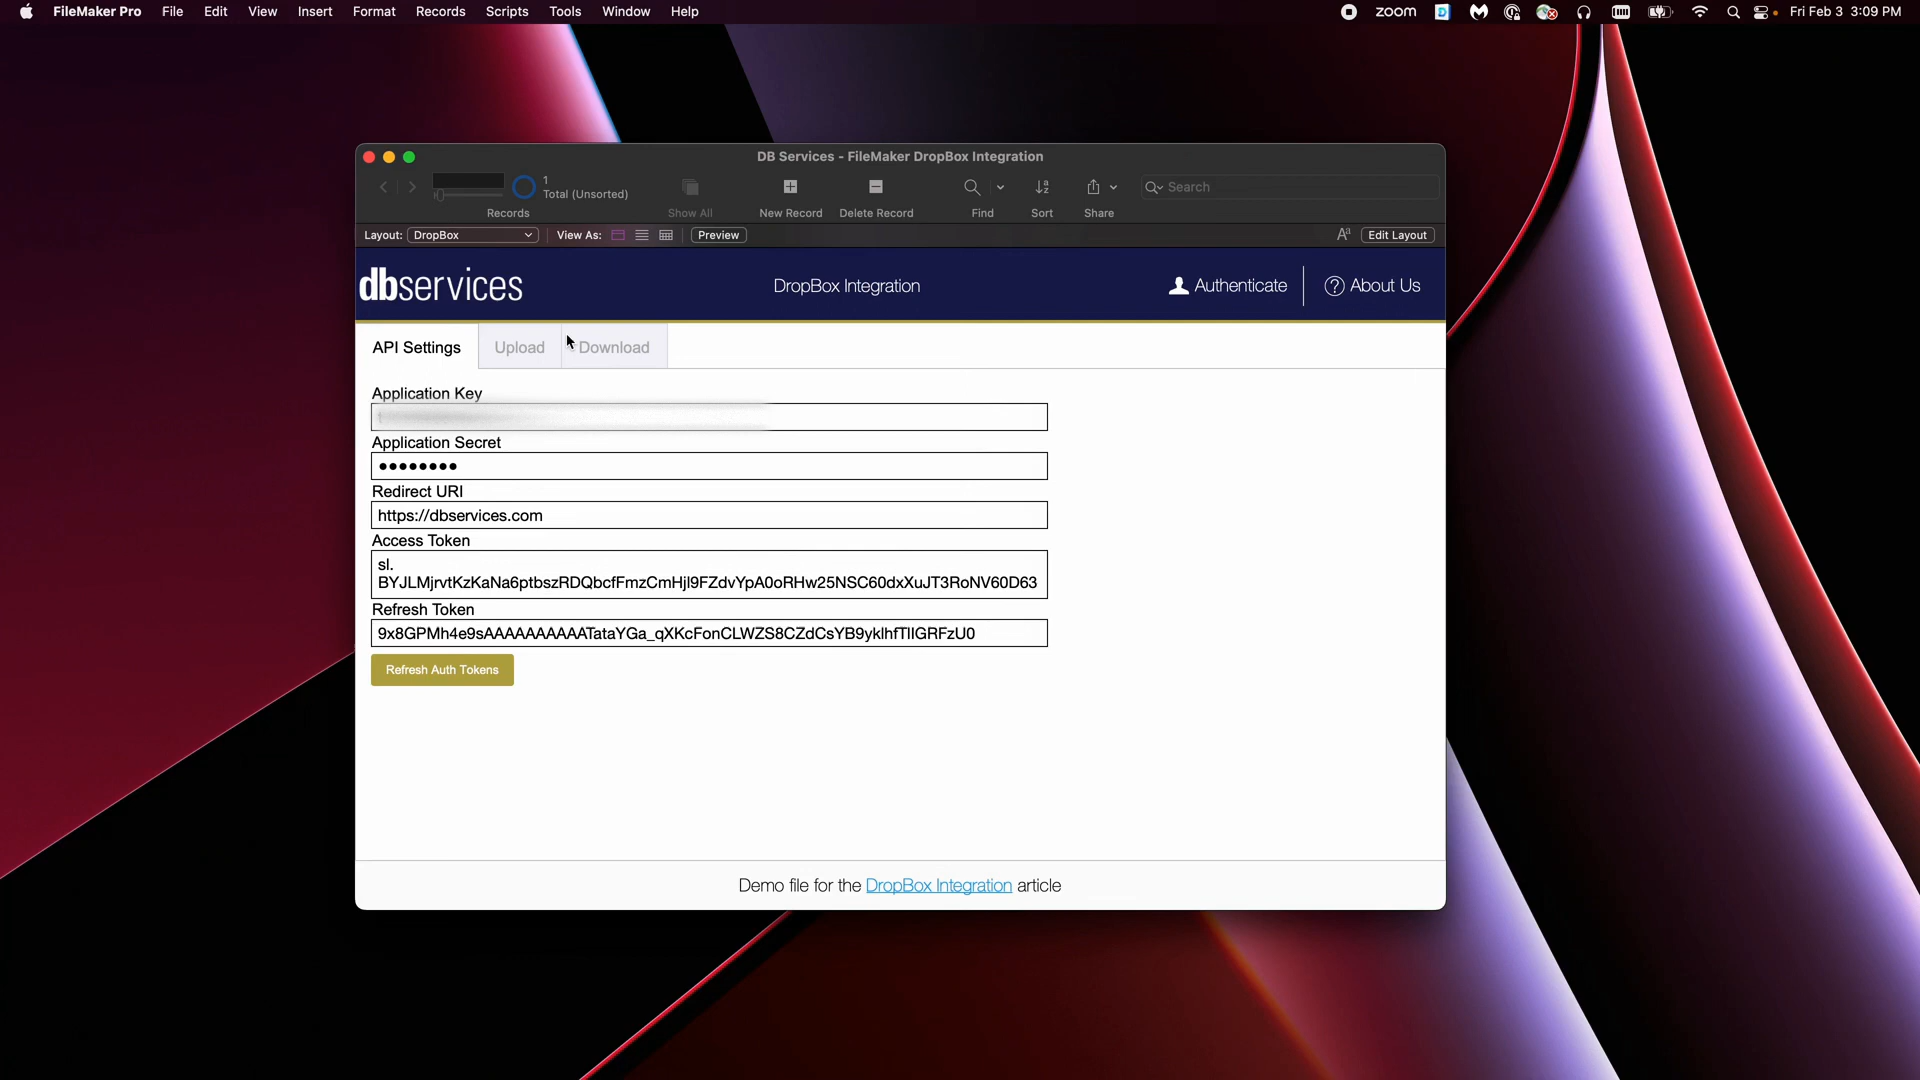 FileMaker Pro File Edit View Insert Format Records Scripts Tools Window Help zoom Fri Feb 3 3:09 PM
DB Services - FileMaker DropBox Integration
1
Total (Unsorted)
Search
Records Show All New Record Delete Record Find Sort Share
Layout: DropBox View As: Preview Aa Edit Layout
dbservices DropBox Integration Authenticate ? About Us
API Settings Upload Download
Application Key
Application Secret
••••••••
Redirect URI
https://dbservices.com
Access Token
sl.
BYJLMjrvtKzKaNa6ptbszRDQbcfFmzCmHjl9FZdvYpA0oRHw25NSC60dxXuJT3RoNV60D63
Refresh Token
9x8GPMh4e9sAAAAAAAAAATataYGa_qXKcFonCLWZS8CZdCsYB9yklhfTlIGRFzU0
Refresh Auth Tokens
Demo file for the DropBox Integration article